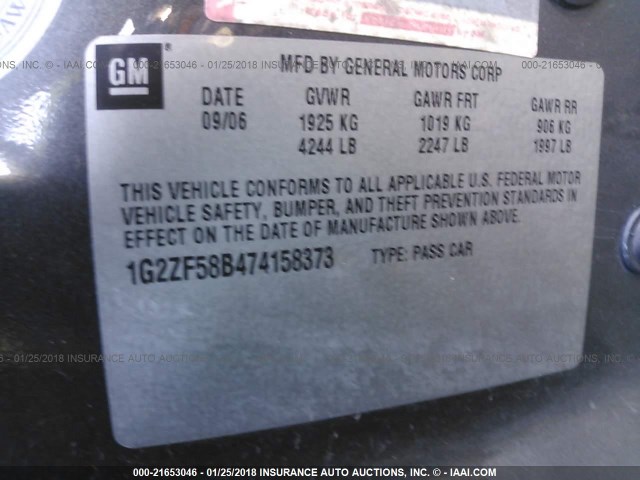 GM
®
MFD BY GENERAL MOTORS CORP
DATE GVWR GAWR FRT GAWR RR
09/06 1925 KG 1019 KG 906 KG
4244 LB 2247 LB 1997 LB
THIS VEHICLE CONFORMS TO ALL APPLICABLE U.S. FEDERAL MOTOR
VEHICLE SAFETY, BUMPER, AND THEFT PREVENTION STANDARDS IN
EFFECT ON THE DATE OF MANUFACTURE SHOWN ABOVE.
1G2ZF58B474158373 TYPE: PASS CAR
000-21653046 - 01/25/2018 INSURANCE AUTO AUCTIONS, INC. - © IAAI.COM